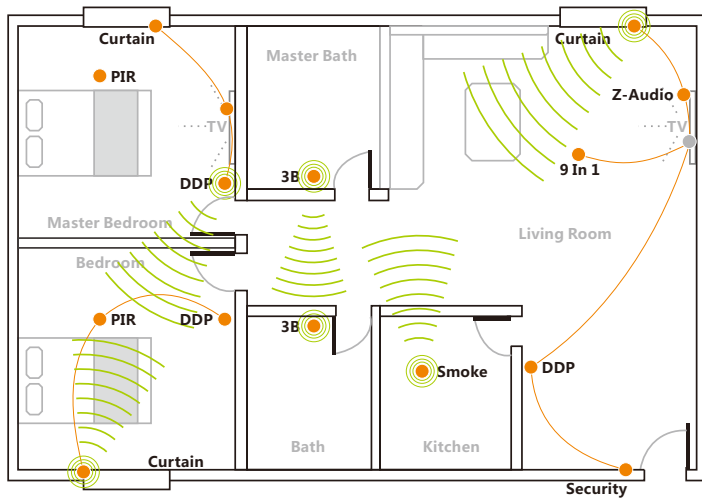 Curtain
Curtain
Master Bath
PIR
Z-Audio
TV
TV
9 In 1
DDP
3B
Master Bedroom
Living Room
Bedroom
PIR
DDP
3B
DDP
Smoke
Bath
Kitchen
Curtain
Security